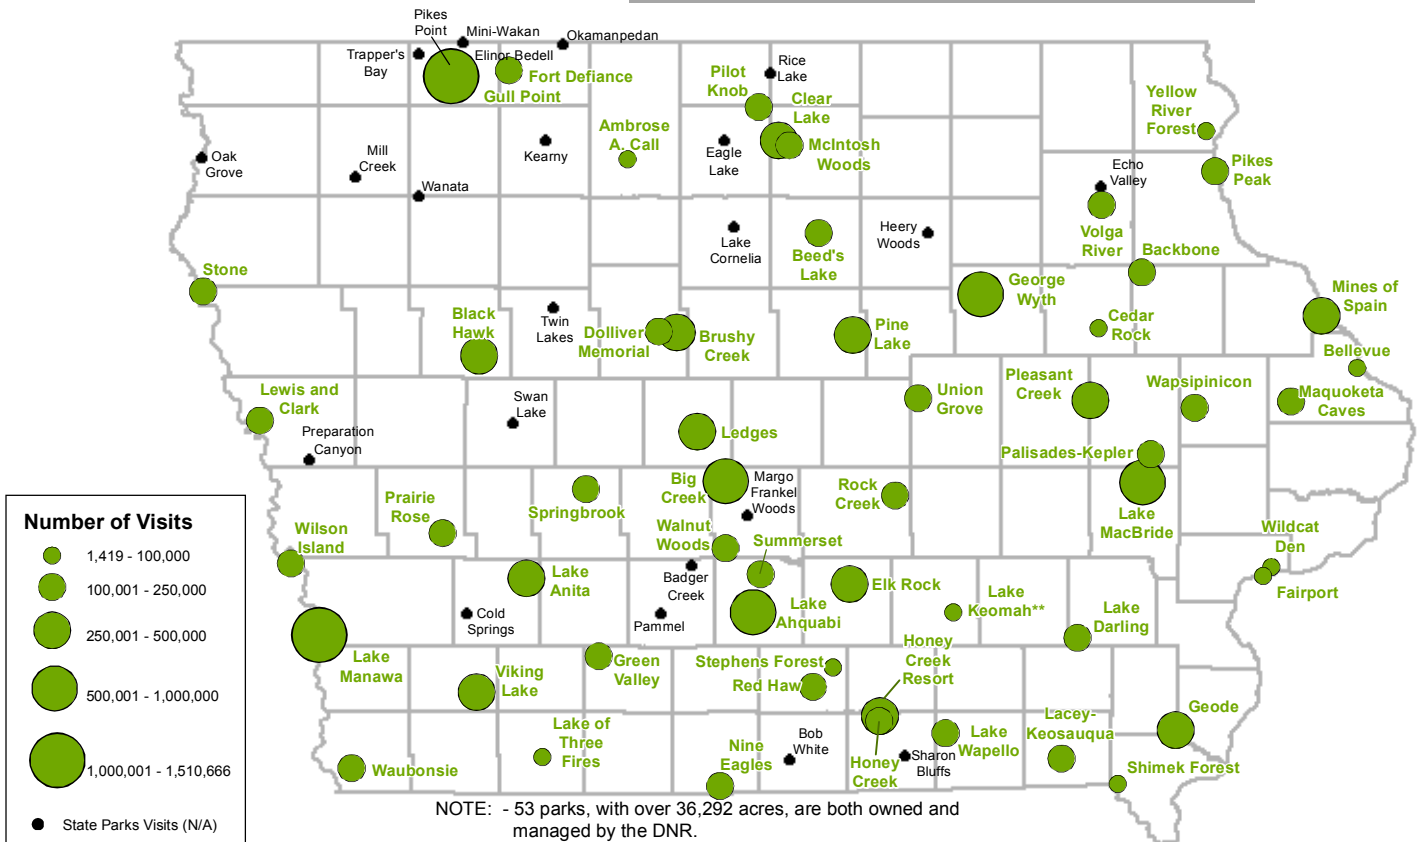 Pikes
Point
Mini-Wakan
Okamanpedan
Trapper's
Bay
Elinor Bedell
Fort Defiance
Gull Point
Pilot
Knob
Rice
Lake
Clear
Lake
McIntosh
Woods
Yellow
River
Forest
Pikes
Peak
Ambrose
A. Call
Oak
Grove
Mill
Creek
Kearny
Eagle
Lake
Echo
Valley
Wanata
Lake
Cornelia
Beed's
Lake
Heery
Woods
Volga
River
Backbone
Stone
George
Wyth
Mines of
Spain
Black
Hawk
Twin
Lakes
Dolliver
Memorial
Brushy
Creek
Pine
Lake
Cedar
Rock
Bellevue
Lewis and
Clark
Swan
Lake
Union
Grove
Pleasant
Creek
Wapsipinicon
Maquoketa
Caves
Preparation
Canyon
Ledges
Palisades-Kepler
Big
Creek
Margo
Frankel
Woods
Rock
Creek
Lake
MacBride
Prairie
Rose
Springbrook
Wilson
Island
Walnut
Woods
Summerset
Wildcat
Den
Fairport
Lake
Anita
Badger
Creek
Elk Rock
Lake
Keomah**
Lake
Darling
Cold
Springs
Pammel
Lake
Ahquabi
Honey
Creek
Resort
Lake
Manawa
Viking
Lake
Green
Valley
Stephens Forest
Red Haw
Lacey-
Keosauqua
Geode
Waubonsie
Lake of
Three
Fires
Nine
Eagles
Bob
White
Honey
Creek
Sharon
Bluffs
Lake
Wapello
Shimek Forest
Number of Visits
1,419 - 100,000
100,001 - 250,000
250,001 - 500,000
500,001 - 1,000,000
1,000,001 - 1,510,666
State Parks Visits (N/A)
NOTE: - 53 parks, with over 36,292 acres, are both owned and
managed by the DNR.